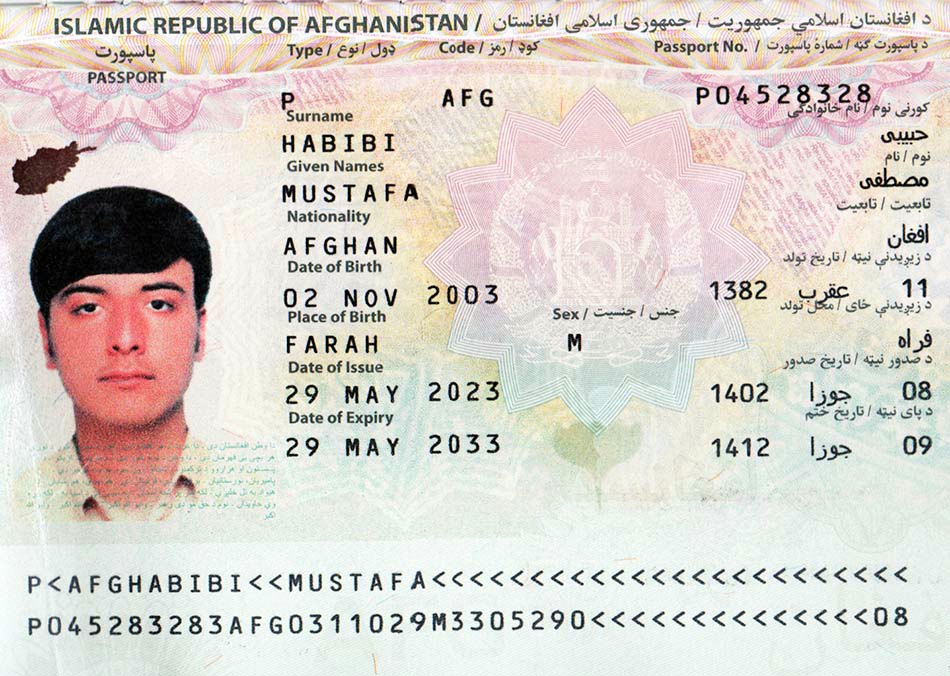 ISLAMIC REPUBLIC OF AFGHANISTAN / د افغانستان اسلامي جمهوریت / جمهوری اسلامی افغانستان
پاسپورت Type / نوع / ډول Code / رمز / کوډ Passport No. / د پاسپورت ګڼه / شمارهٔ پاسپورت
PASSPORT
P AFG P04528328
Surname کورنی نوم / نام خانوادگی
HABIBI حبیبی
Given Names نوم / نام
MUSTAFA مصطفی
Nationality تابعیت / تابعیت
AFGHAN افغان
Date of Birth د زیږیدنې نیټه / تاریخ تولد
02 NOV 2003 11 عقرب 1382
Place of Birth Sex / جنسیت / جنس د زیږیدنې ځای / محل تولد
FARAH M فراه
Date of Issue د صدور نیټه / تاریخ صدور
29 MAY 2023 08 جوزا 1402
Date of Expiry د پای نیټه / تاریخ ختم
29 MAY 2033 09 جوزا 1412
P<AFGHABIBI<<MUSTAFA<<<<<<<<<<<<<<<<<<<<<<<<
P045283283AFG0311029M3305290<<<<<<<<<<<<<<08